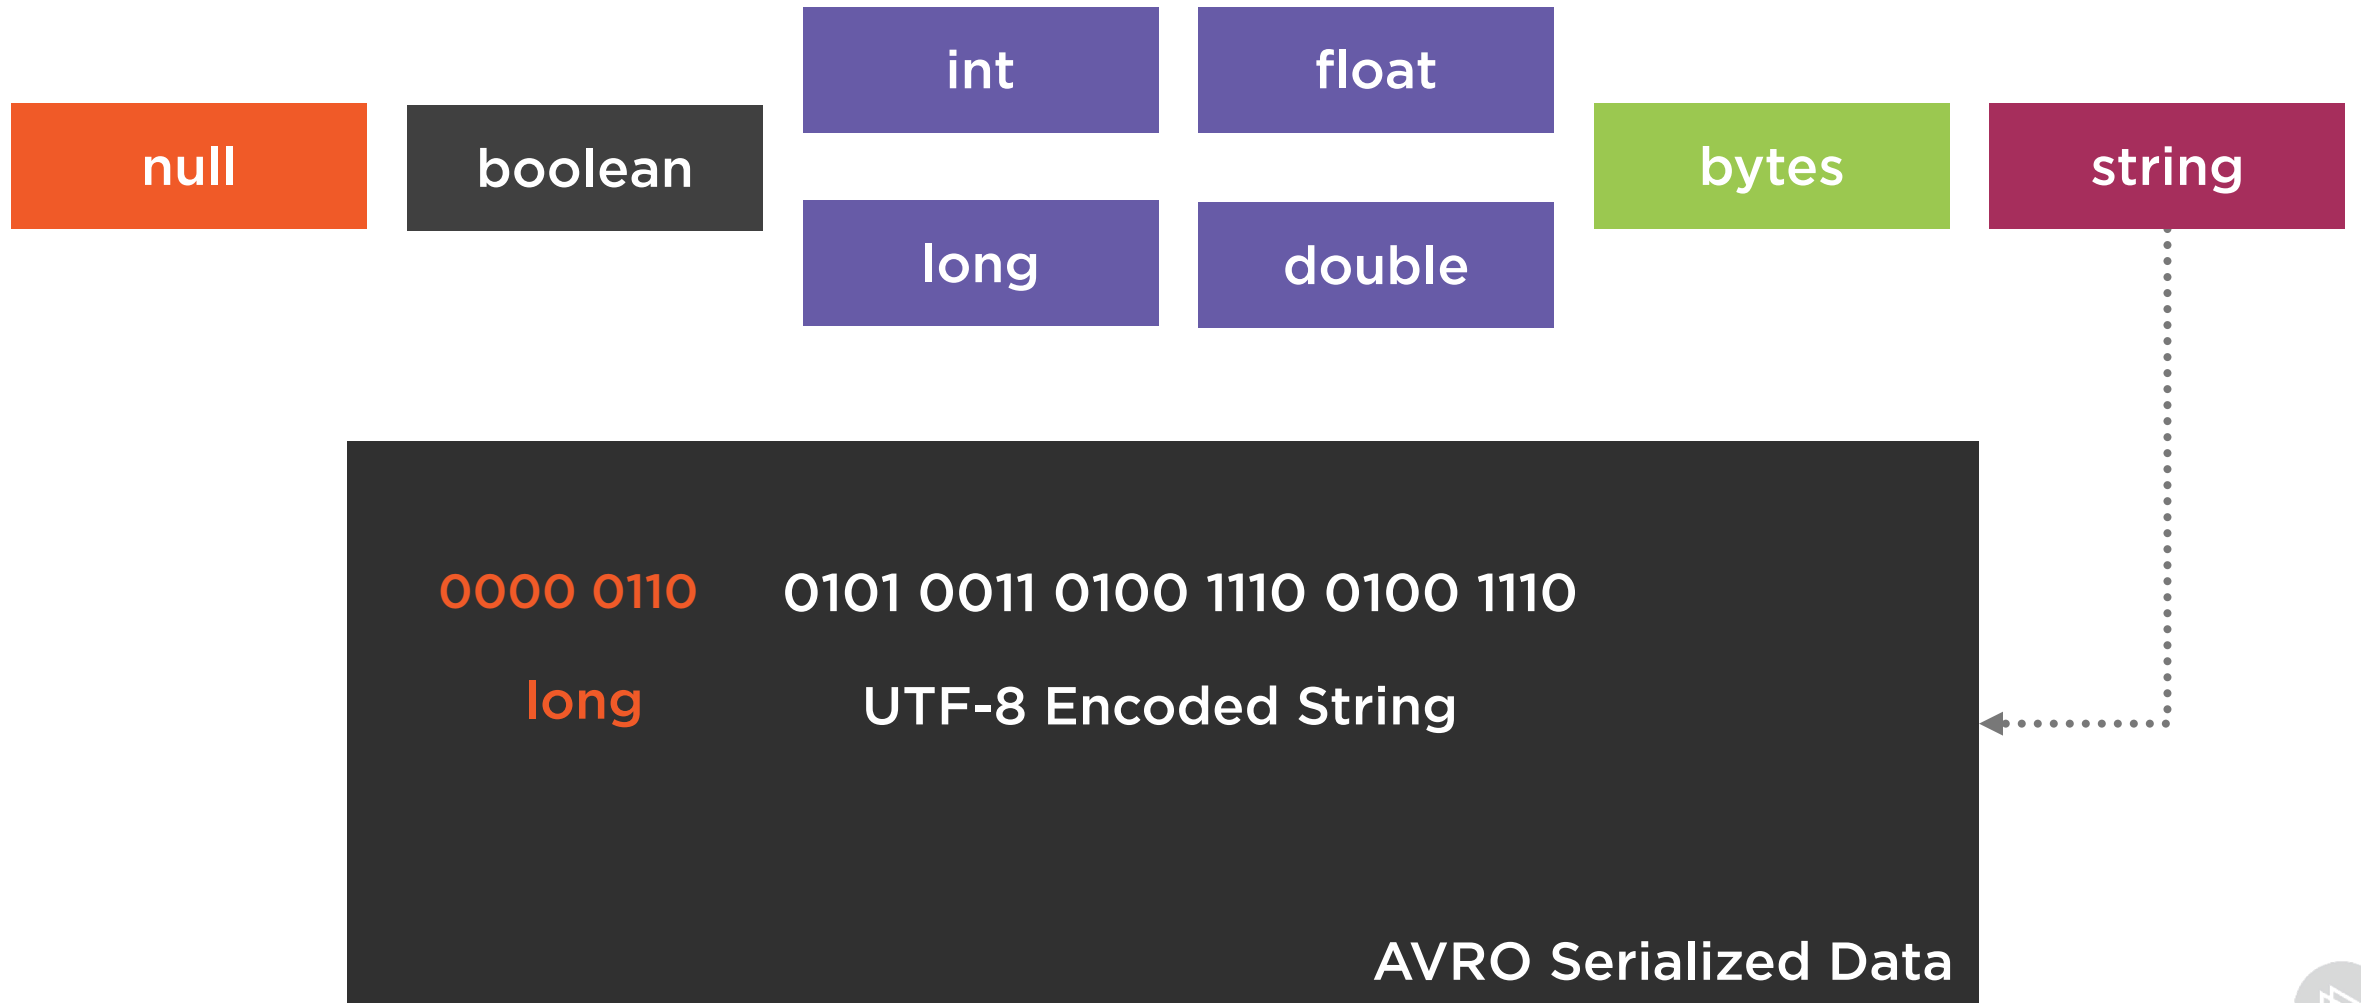 null
boolean
int
float
long
double
bytes
string
0000 0110
0101 0011 0100 1110 0100 1110
long
UTF-8 Encoded String
AVRO Serialized Data